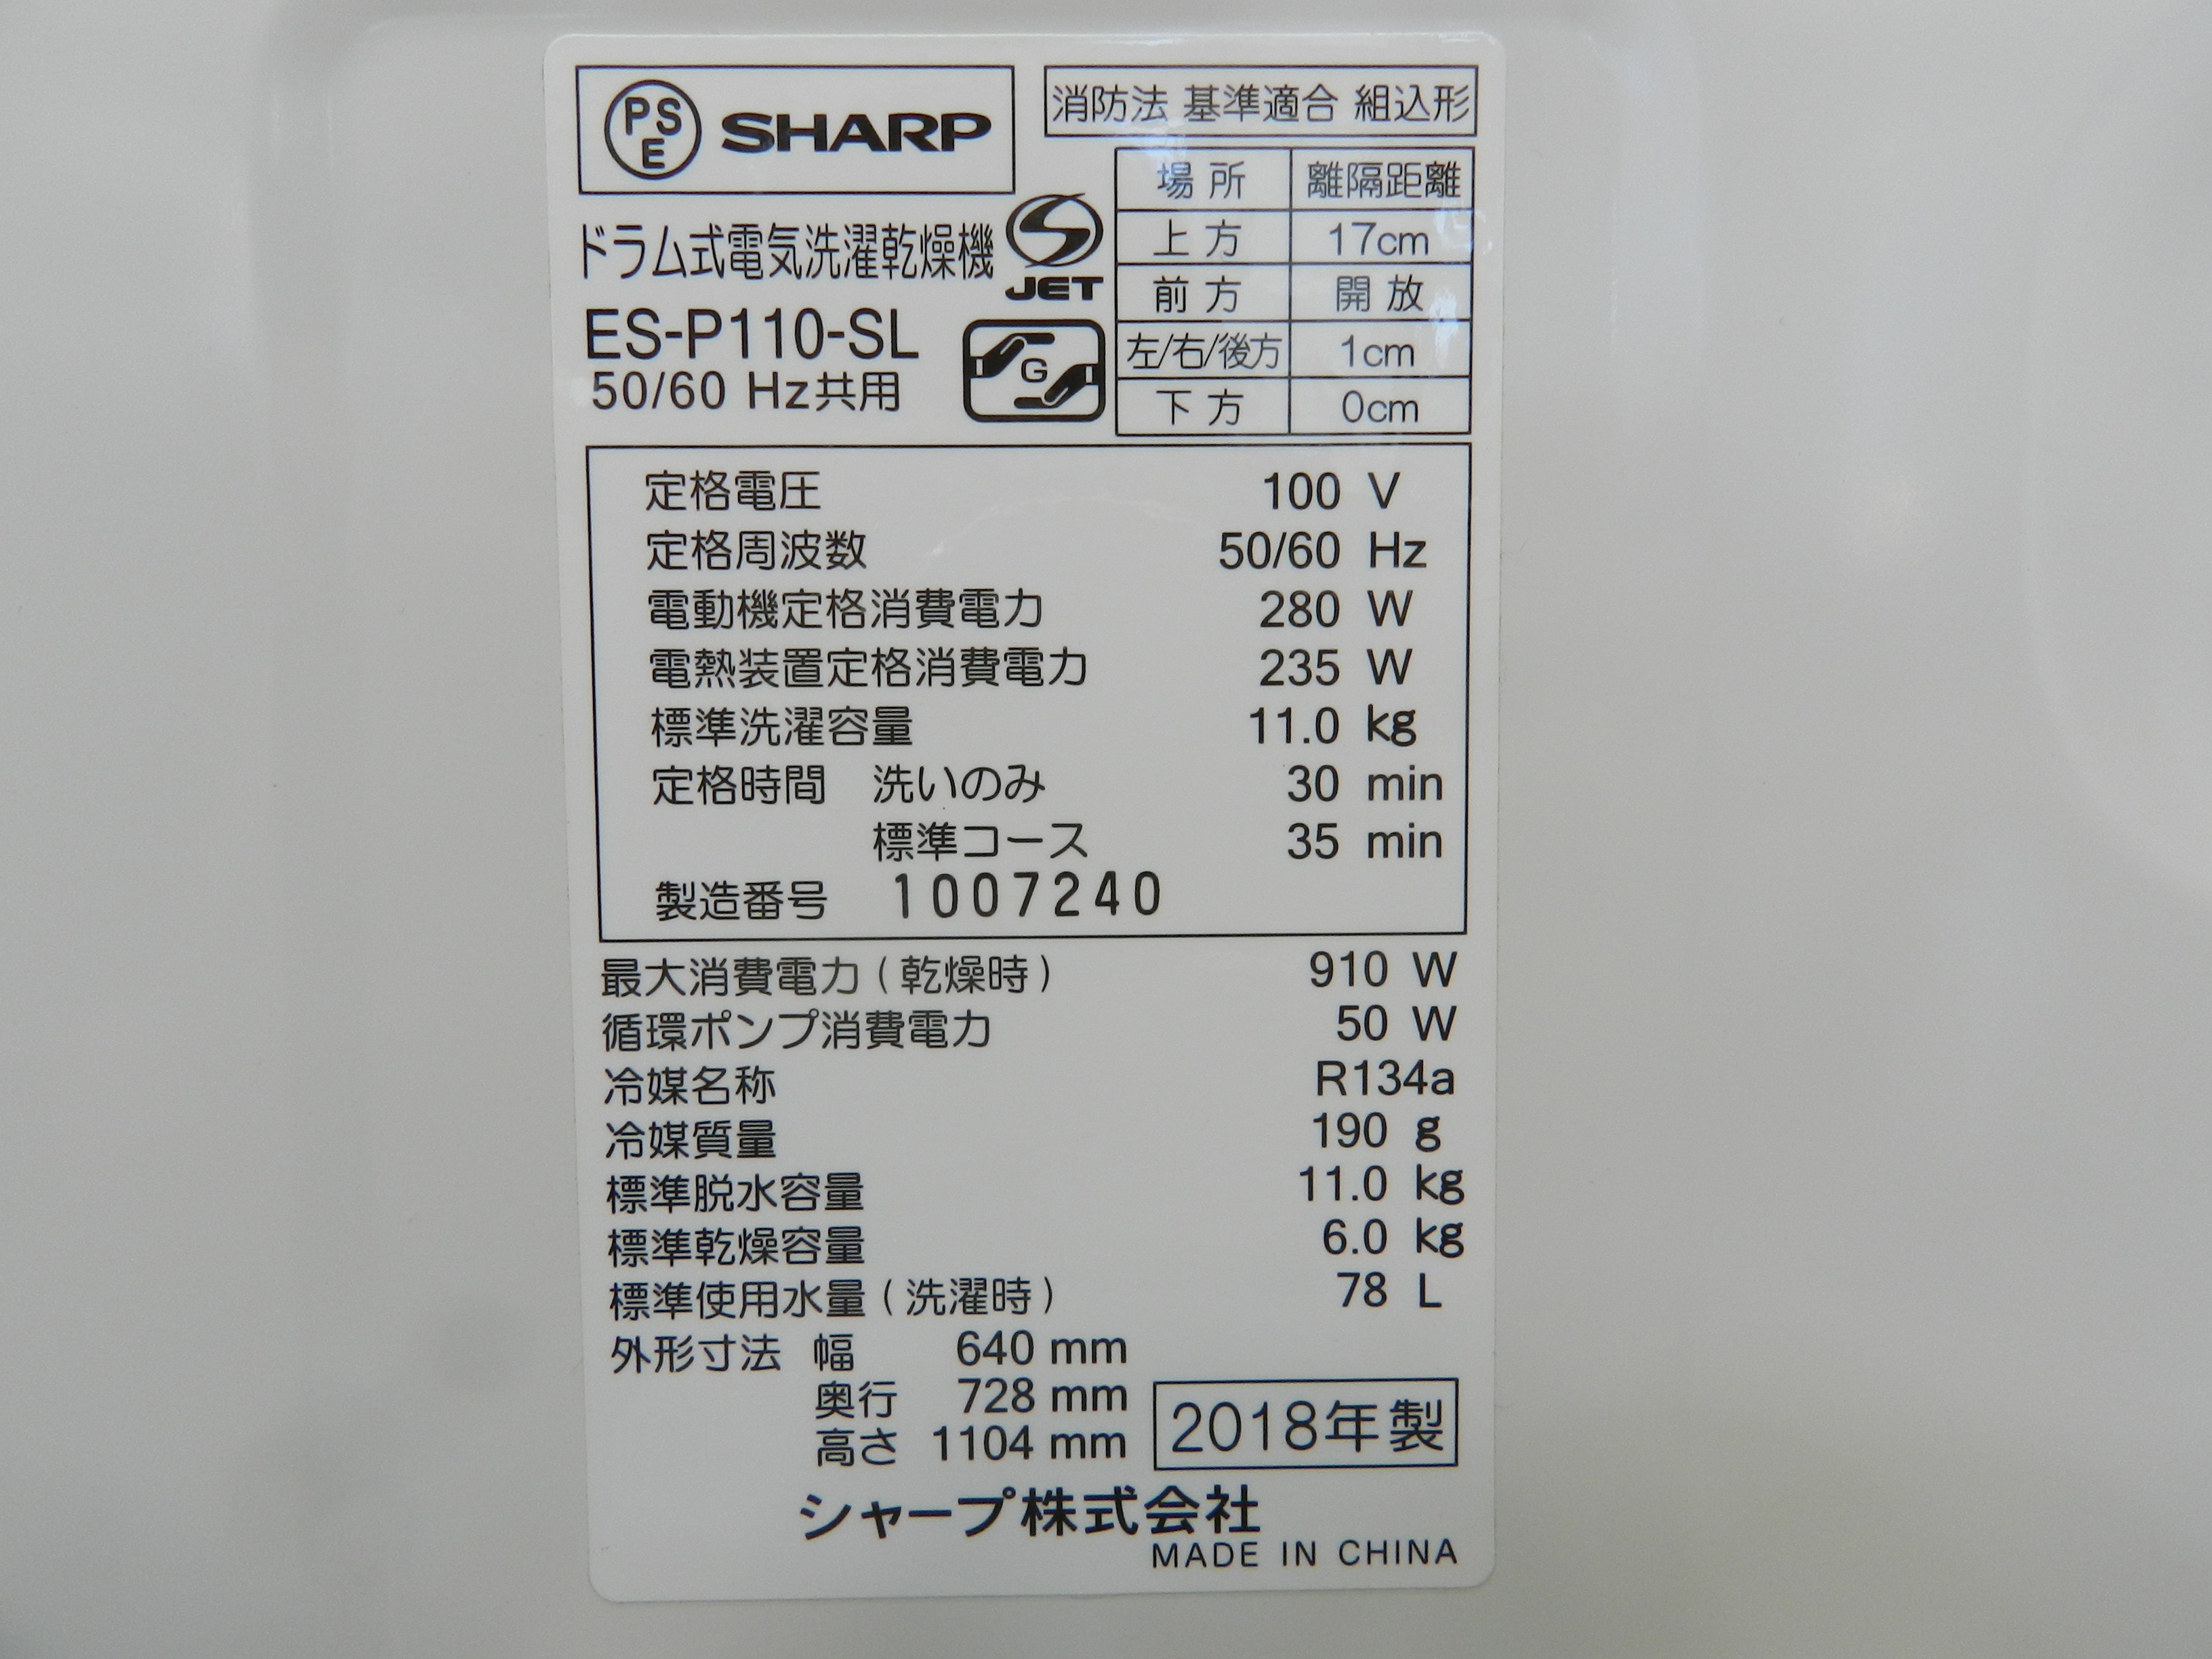 PSE SHARP
消防法 基準適合 組込形
ドラム式電気洗濯乾燥機
S JET
ES-P110-SL
50/60 Hz共用
G
場所 離隔距離
上方 17cm
前方 開放
左/右/後方 1cm
下方 0cm
定格電圧 100 V
定格周波数 50/60 Hz
電動機定格消費電力 280 W
電熱装置定格消費電力 235 W
標準洗濯容量 11.0 kg
定格時間 洗いのみ 30 min
標準コース 35 min
製造番号 1007240
最大消費電力(乾燥時) 910 W
循環ポンプ消費電力 50 W
冷媒名称 R134a
冷媒質量 190 g
標準脱水容量 11.0 kg
標準乾燥容量 6.0 kg
標準使用水量(洗濯時) 78 L
外形寸法 幅 640 mm
奥行 728 mm
高さ 1104 mm
2018年製
シャープ株式会社
MADE IN CHINA